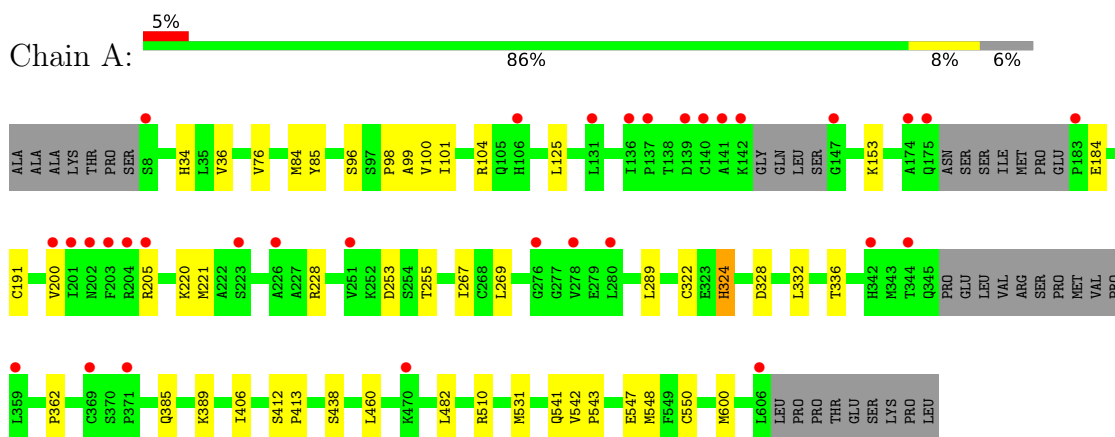 5%
Chain A:
86% 8% 6%
ALA ALA ALA LYS THR PRO SER S8 H34 L35 V36 V76 M84 Y85 S96 S97 P98 A99 V100 I101 R104 Q105 H106 L125 L131 I136 P137 T138 D139 C140 A141 K142 GLY GLN LEU SER G147 K153 A174 Q175 ASN SER SER ILE MET PRO GLU P183 E184
C191 V200 I201 N202 F203 R204 R205 K220 M221 A222 S223 A226 A227 R228 V251 K252 D253 S254 T255 I267 C268 L269 G276 G277 V278 E279 L280 L289 C322 E323 H324 D328 L332 T336 H342 M343 T344 Q345 PRO GLU LEU VAL ARG SER PRO MET VAL PRO
L359 P362 C369 S370 P371 Q385 K389 I406 S412 P413 S438 L460 K470 L482 R510 M531 Q541 V542 P543 E547 M548 F549 C550 M600 L606 LEU PRO PRO THR GLU SER LYS PRO LEU